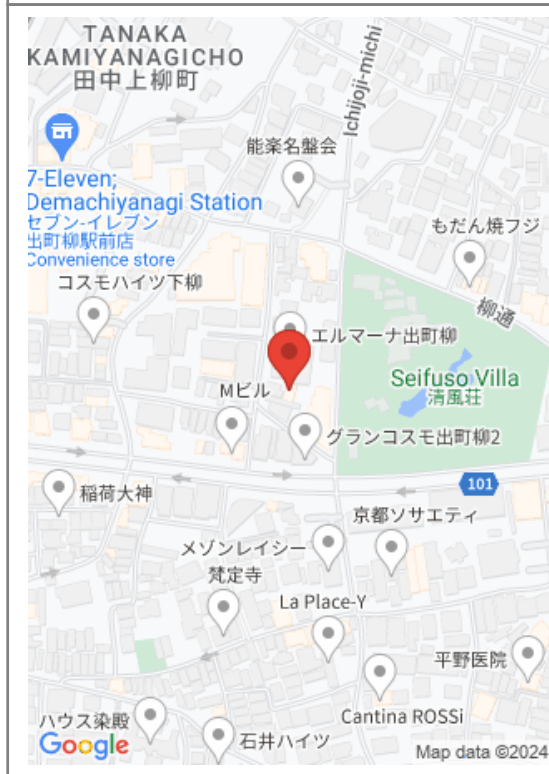 TANAKA
KAMIYANAGICHO
田中上柳町
Ichijoji-michi
能楽名盤会
7-Eleven;
Demachiyanagi Station
セブン-イレブン
出町柳駅前店
Convenience store
もだん焼フジ
コスモハイツ下柳
柳通
エルマーナ出町柳
Seifuso Villa
清風荘
Mビル
グランコスモ出町柳2
101
稲荷大神
京都ソサエティ
メゾンレイシー
梵定寺
La Place-Y
平野医院
Cantina ROSSi
ハウス染殿
石井ハイツ
Google
Map data ©2024